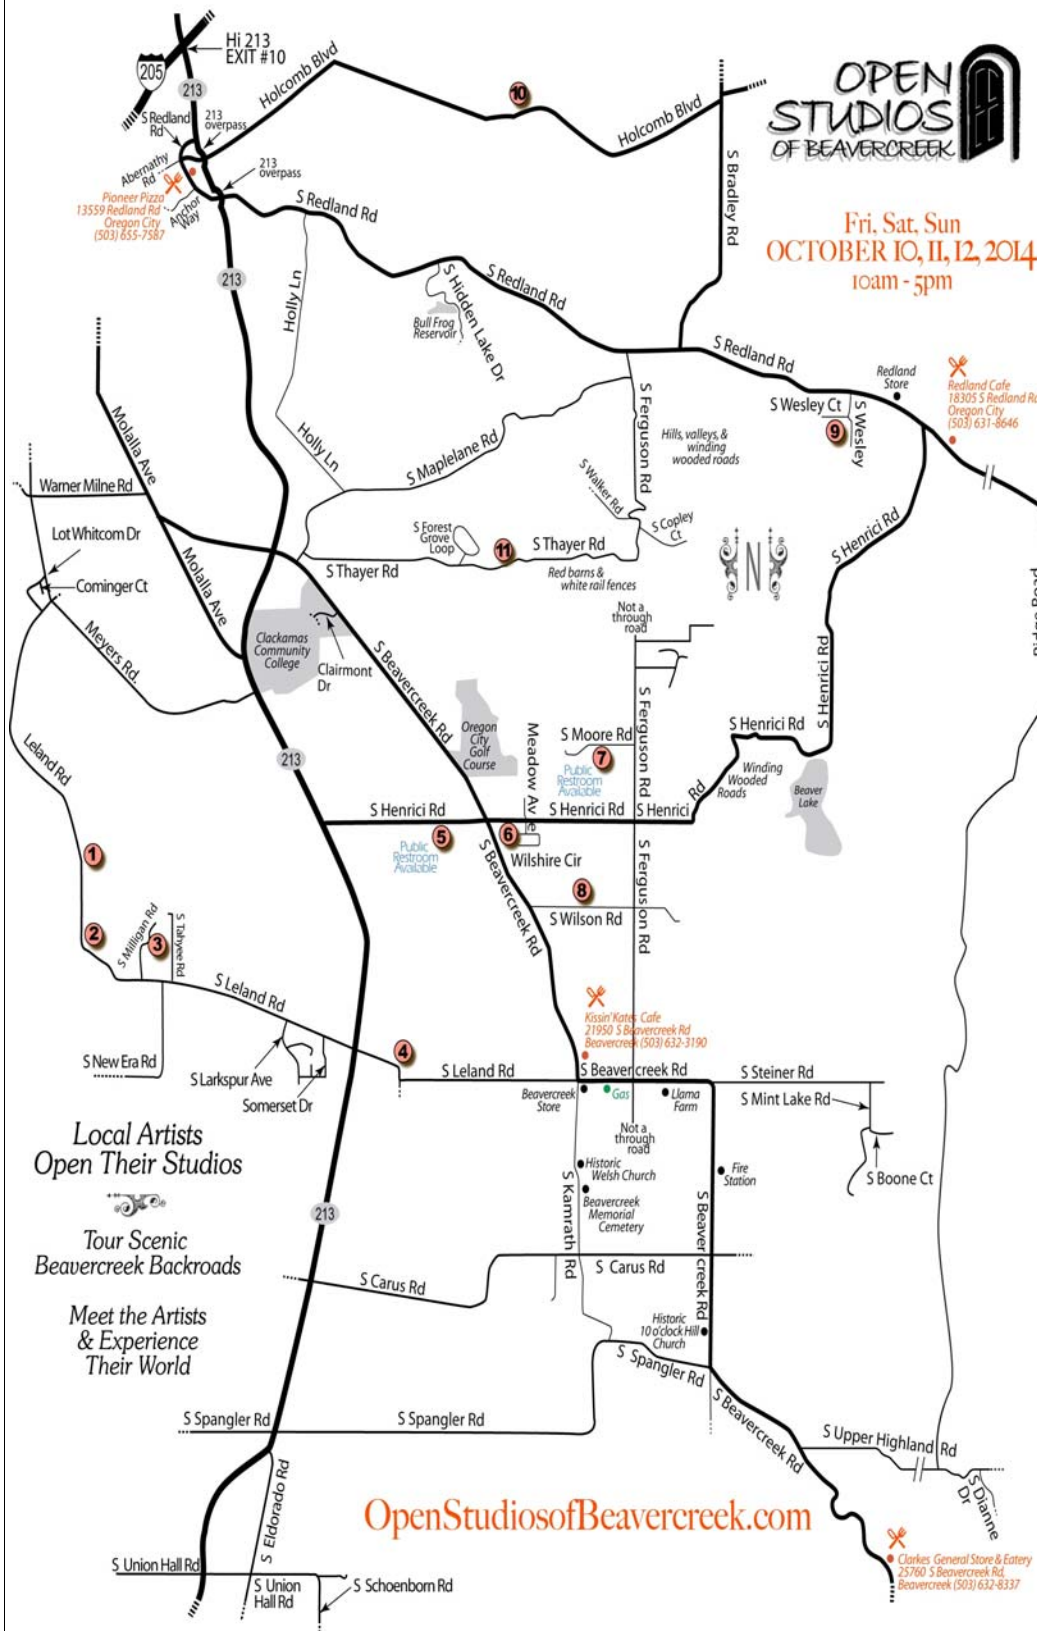 Hi 213
EXIT #10
205
213
Holcomb Blvd
10
Holcomb Blvd
OPEN
STUDIOS
OF BEAVERCREEK
S Redland
Rd
213
overpass
Abernathy
Rd
213
overpass
S Bradley Rd
Pioneer Pizza
13559 Redland Rd
Oregon City
(503) 655-7587
Anchor
Way
S Redland Rd
Fri, Sat, Sun
OCTOBER 10, 11, 12, 2014
10am - 5pm
213
Holly Ln
S Hidden Lake Dr
Bull Frog
Reservoir
S Redland Rd
S Redland Rd
Redland
Store
Redland Cafe
18305 S Redland Rd
Oregon City
(503) 631-8646
S Wesley Ct
S Wesley
9
Molalla Ave
Holly Ln
S Maplelane Rd
S Ferguson Rd
Hills, valleys, &
winding
wooded roads
Warner Milne Rd
S Walker Rd
S Copley
Ct
S Henrici Rd
Lot Whitcom Dr
S Forest
Grove
Loop
11
S Thayer Rd
S Thayer Rd
Red barns &
white rail fences
N
Cominger Ct
Molalla Ave
Meyers Rd.
Clackamas
Community
College
Clairmont
Dr
S Beavercreek Rd
Not a
through
road
S Henrici Rd
S Ferguson Rd
Leland Rd
213
Oregon
City
Golf
Course
Meadow Ave
S Moore Rd
7
Public
Restroom
Available
S Henrici Rd
Winding
Wooded
Roads
Beaver
Lake
S Henrici Rd
S Henrici Rd
S Henrici
Rd
5
Public
Restroom
Available
6
Wilshire Cir
1
S Beavercreek Rd
8
S Wilson Rd
S Ferguson Rd
2
S Milligan Rd
3
S Tahyee Rd
S Leland Rd
Kissin' Kates Cafe
21950 S Beavercreek Rd
Beavercreek (503) 632-3190
4
S New Era Rd
S Larkspur Ave
Somerset Dr
S Leland Rd
S Beavercreek Rd
S Steiner Rd
Beavercreek
Store
Gas
Llama
Farm
S Mint Lake Rd
Not a
through
road
Local Artists
Open Their Studios
Historic
Welsh Church
Fire
Station
S Boone Ct
Beavercreek
Memorial
Cemetery
S Kamrath Rd
S Beavercreek Rd
213
Tour Scenic
Beavercreek Backroads
S Carus Rd
S Carus Rd
Meet the Artists
& Experience
Their World
Historic
10 o'clock Hill
Church
S Spangler Rd
S Spangler Rd
S Spangler Rd
S Beavercreek Rd
S Upper Highland Rd
S Dianne
Dr
S Eldorado Rd
OpenStudiosofBeavercreek.com
Clarkes General Store & Eatery
25760 S Beavercreek Rd,
Beavercreek (503) 632-8337
S Union Hall Rd
S Union
Hall Rd
S Schoenborn Rd